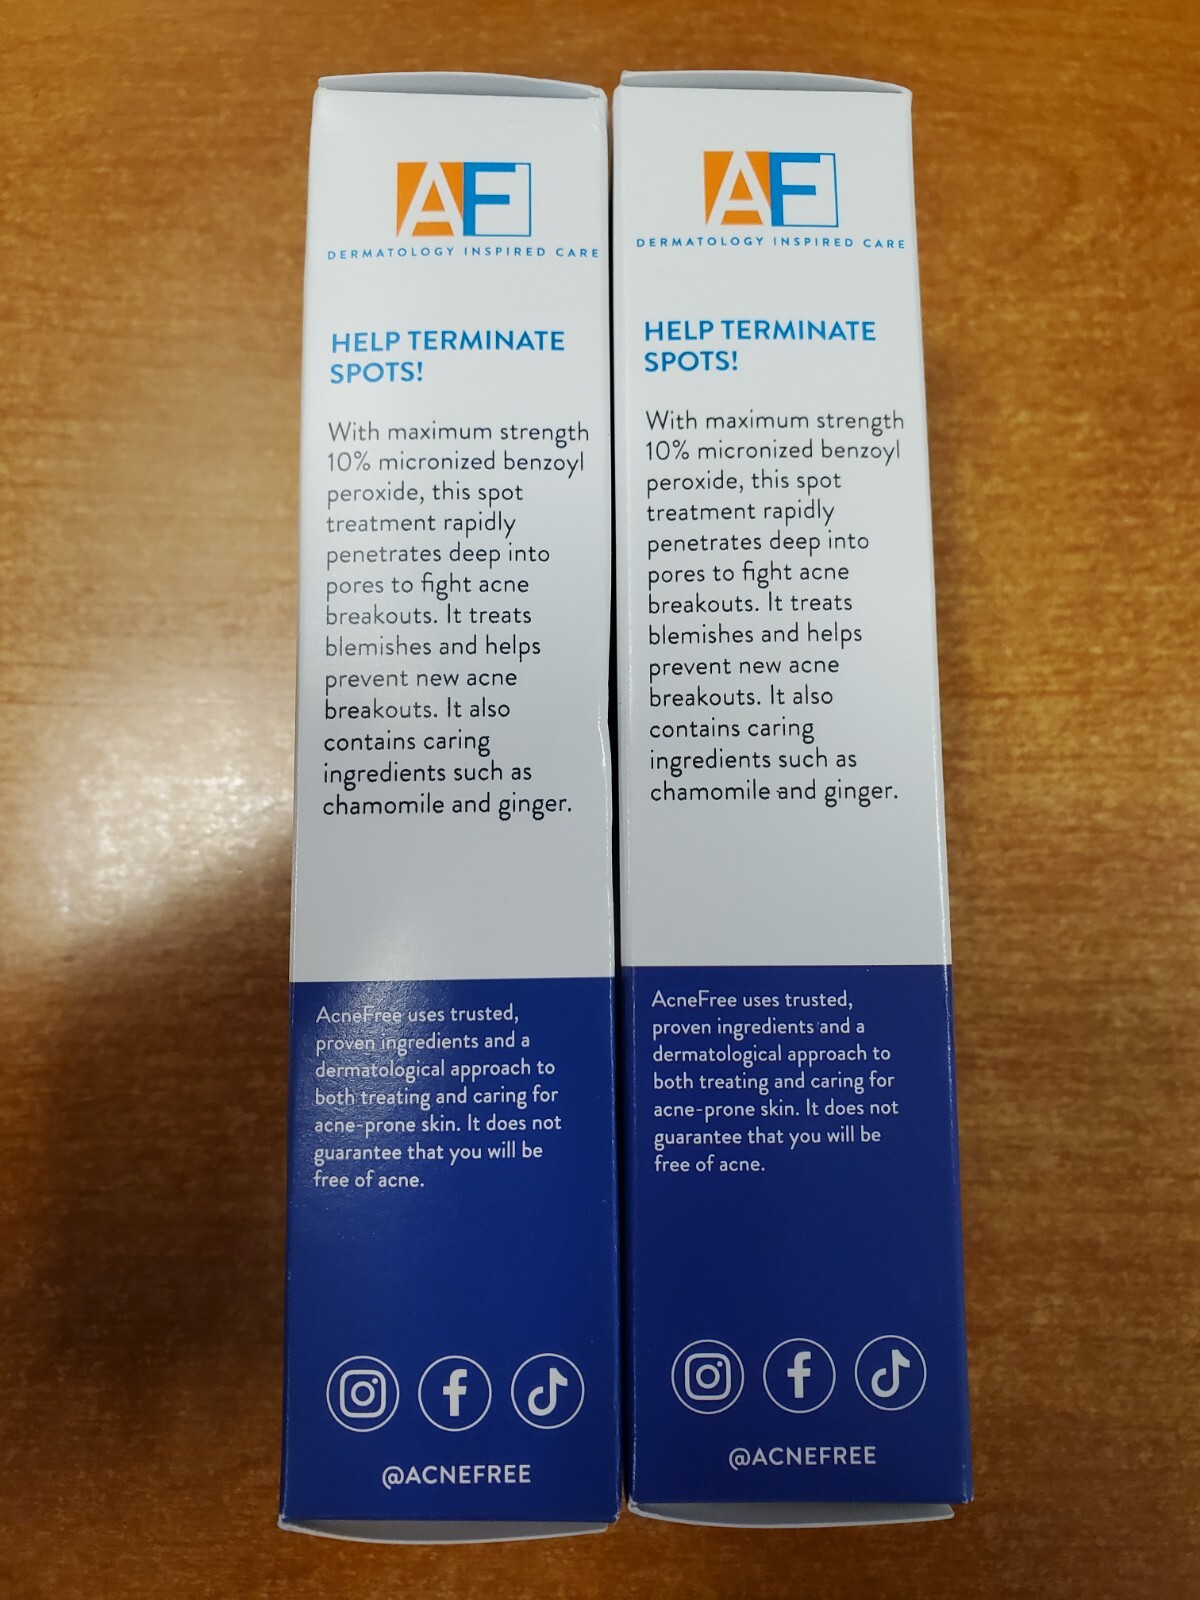 AF
DERMATOLOGY INSPIRED CARE
HELP TERMINATE
SPOTS!
With maximum strength
10% micronized benzoyl
peroxide, this spot
treatment rapidly
penetrates deep into
pores to fight acne
breakouts. It treats
blemishes and helps
prevent new acne
breakouts. It also
contains caring
ingredients such as
chamomile and ginger.
AcneFree uses trusted,
proven ingredients and a
dermatological approach to
both treating and caring for
acne-prone skin. It does not
guarantee that you will be
free of acne.
@ACNEFREE
AF
DERMATOLOGY INSPIRED CARE
HELP TERMINATE
SPOTS!
With maximum strength
10% micronized benzoyl
peroxide, this spot
treatment rapidly
penetrates deep into
pores to fight acne
breakouts. It treats
blemishes and helps
prevent new acne
breakouts. It also
contains caring
ingredients such as
chamomile and ginger.
AcneFree uses trusted,
proven ingredients and a
dermatological approach to
both treating and caring for
acne-prone skin. It does not
guarantee that you will be
free of acne.
@ACNEFREE